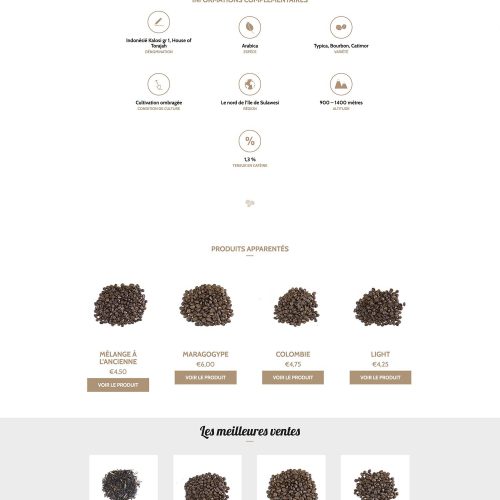 INFORMATIONS COMPLÉMENTAIRES
Indonésié Kalosi gr 1, House of
Torajah
DÉNOMINATION
Arabica
ESPÈCE
Typica, Bourbon, Catimor
VARIÉTÉ
Cultivation ombragée
CONDITION DE CULTURE
Le nord de l'île de Sulawesi
RÉGION
900 – 1400 mètres
ALTITUDE
%
1,3 %
TENEUR EN CAFÉINE
PRODUITS APPARENTÉS
MÉLANGE À
L'ANCIENNE
€4,50
VOIR LE PRODUIT
MARAGOGYPE
€6,00
VOIR LE PRODUIT
COLOMBIE
€4,75
VOIR LE PRODUIT
LIGHT
€4,25
VOIR LE PRODUIT
Les meilleures ventes